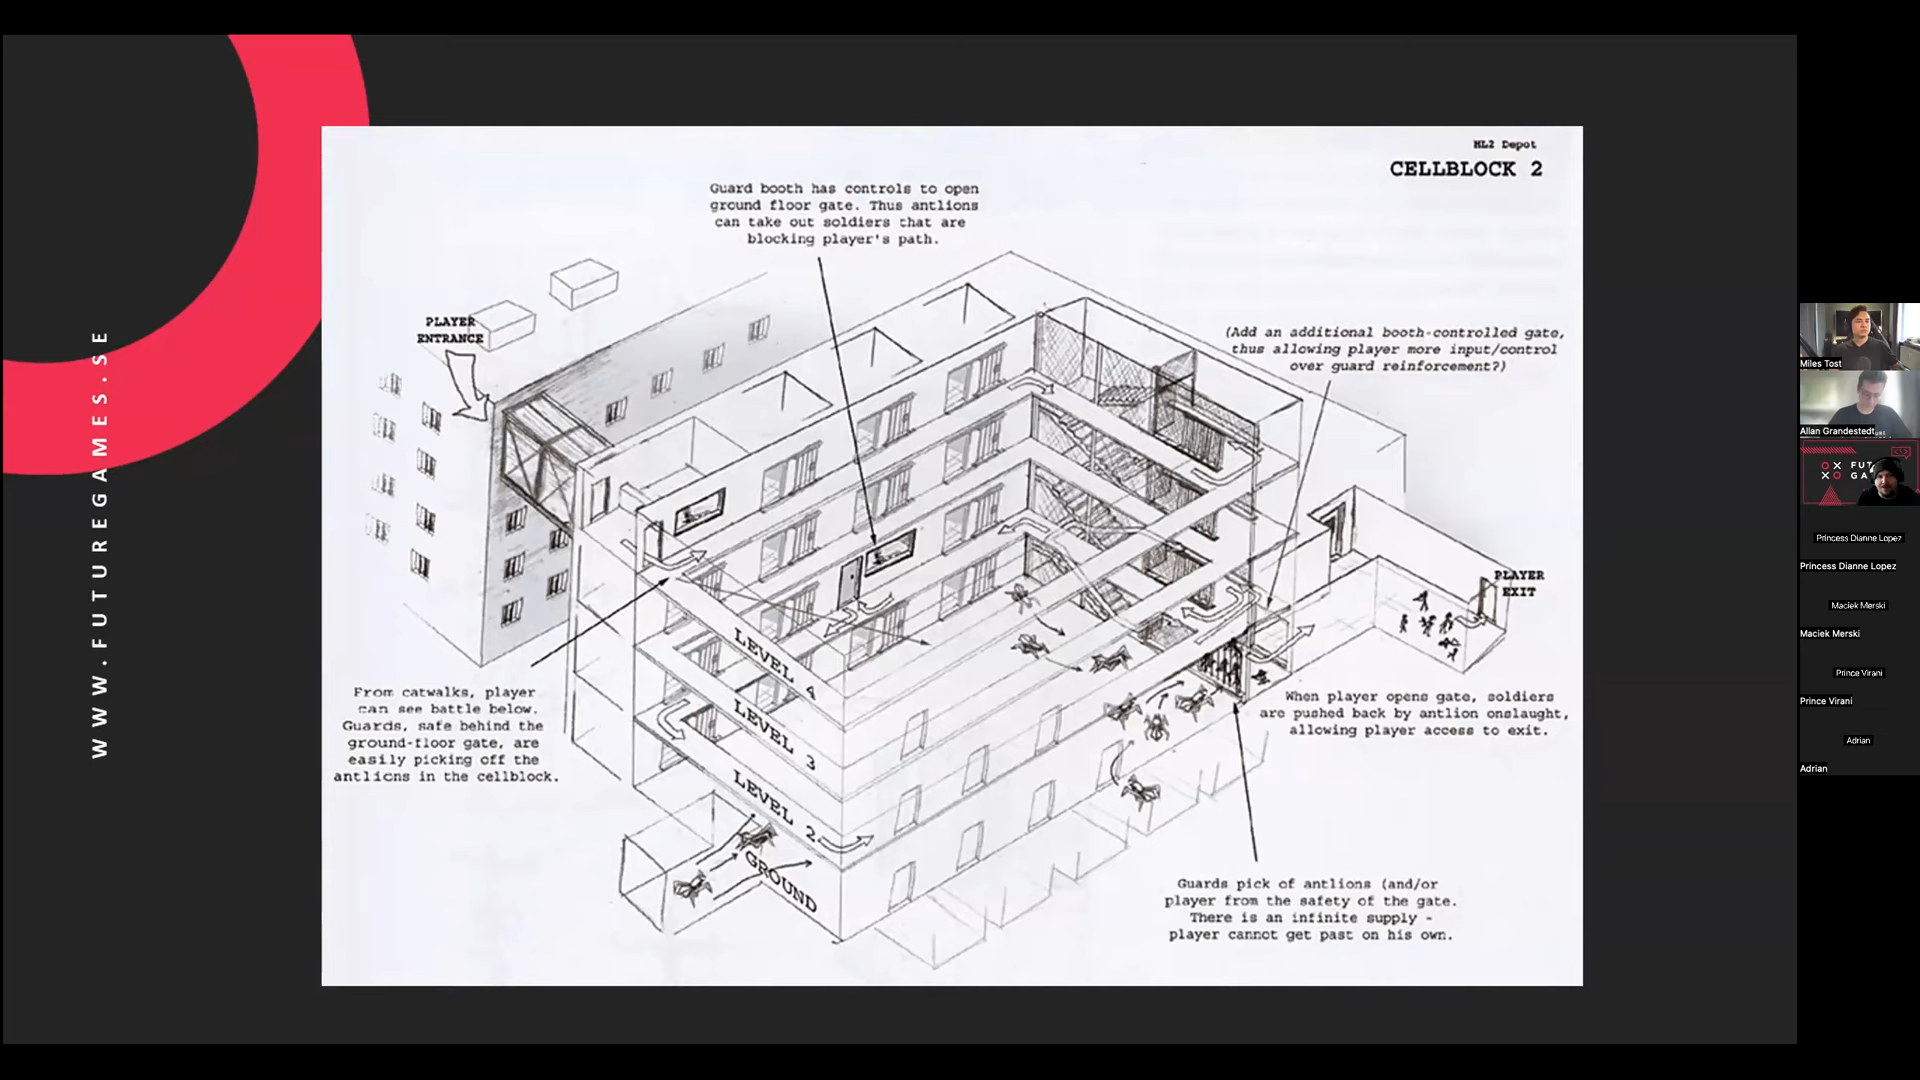 WWW.FUTUREGAMES.SE
HL2 Depot
CELLBLOCK 2
Guard booth has controls to open
ground floor gate. Thus antlions
can take out soldiers that are
blocking player's path.
PLAYER
ENTRANCE
(Add an additional booth-controlled gate,
thus allowing player more input/control
over guard reinforcement?)
PLAYER
EXIT
LEVEL 4
LEVEL 3
LEVEL 2
GROUND
From catwalks, player
can see battle below.
Guards, safe behind the
ground-floor gate, are
easily picking off the
antlions in the cellblock.
When player opens gate, soldiers
are pushed back by antlion onslaught,
allowing player access to exit.
Guards pick of antlions (and/or
player from the safety of the gate.
There is an infinite supply -
player cannot get past on his own.
Miles Tost
Allan Grandestedt
FUT
GA
Princess Dianne Lopez
Princess Dianne Lopez
Maciek Merski
Maciek Merski
Prince Virani
Prince Virani
Adrian
Adrian